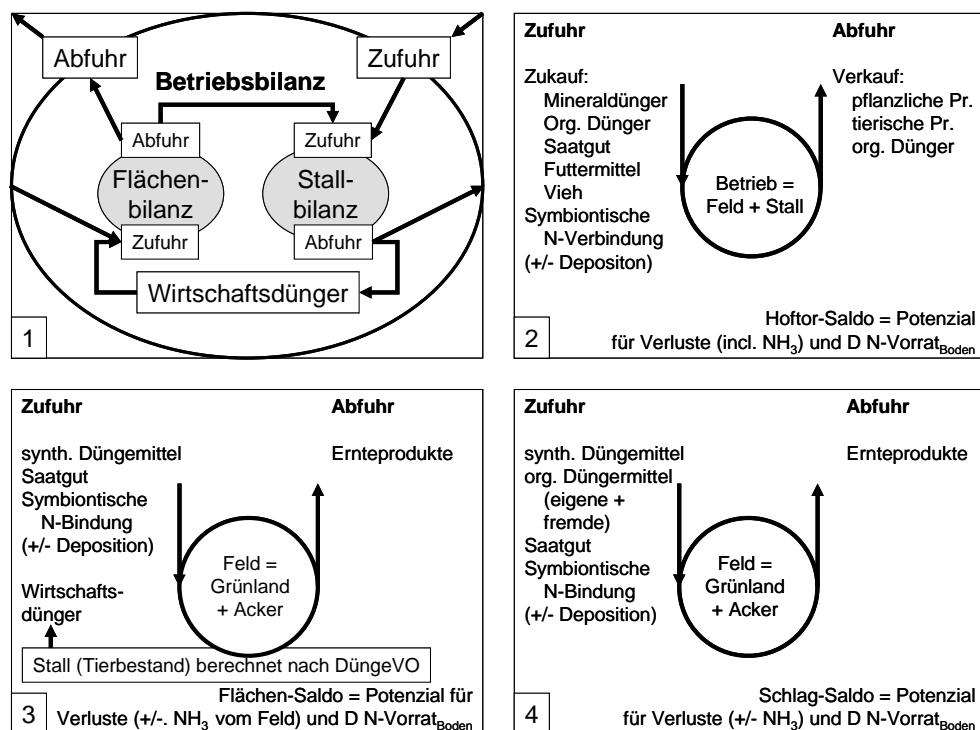 Abfuhr
Zufuhr
Betriebsbilanz
Abfuhr
Zufuhr
Flächen-
bilanz
Stall-
bilanz
Zufuhr
Abfuhr
Wirtschaftsdünger
1
Zufuhr
Abfuhr
Zukauf:
Mineraldünger
Org. Dünger
Saatgut
Futtermittel
Vieh
Symbiontische
N-Verbindung
(+/- Depositon)
Verkauf:
pflanzliche Pr.
tierische Pr.
org. Dünger
Betrieb =
Feld + Stall
Hoftor-Saldo = Potenzial
für Verluste (incl. NH3) und D N-VorratBoden
2
Zufuhr
Abfuhr
synth. Düngemittel
Saatgut
Symbiontische
N-Bindung
(+/- Deposition)
Wirtschafts-
dünger
Ernteprodukte
Feld =
Grünland
+ Acker
Stall (Tierbestand) berechnet nach DüngeVO
Flächen-Saldo = Potenzial für
Verluste (+/-. NH3 vom Feld) und D N-VorratBoden
3
Zufuhr
Abfuhr
synth. Düngemittel
org. Düngermittel
(eigene +
fremde)
Saatgut
Symbiontische
N-Bindung
(+/- Deposition)
Ernteprodukte
Feld =
Grünland
+ Acker
Schlag-Saldo = Potenzial
für Verluste (+/- NH3) und D N-VorratBoden
4